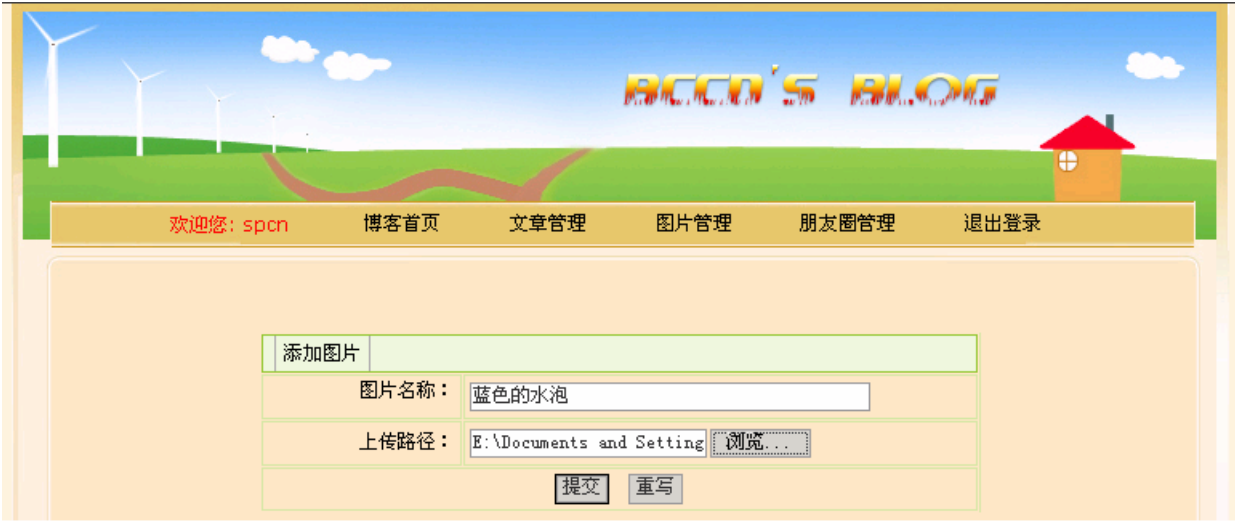 BCCD'S BLOG
欢迎您: spcn 博客首页 文章管理 图片管理 朋友圈管理 退出登录
添加图片
图片名称： 蓝色的水泡
上传路径： E:\Documents and Setting 浏览...
提交 重写